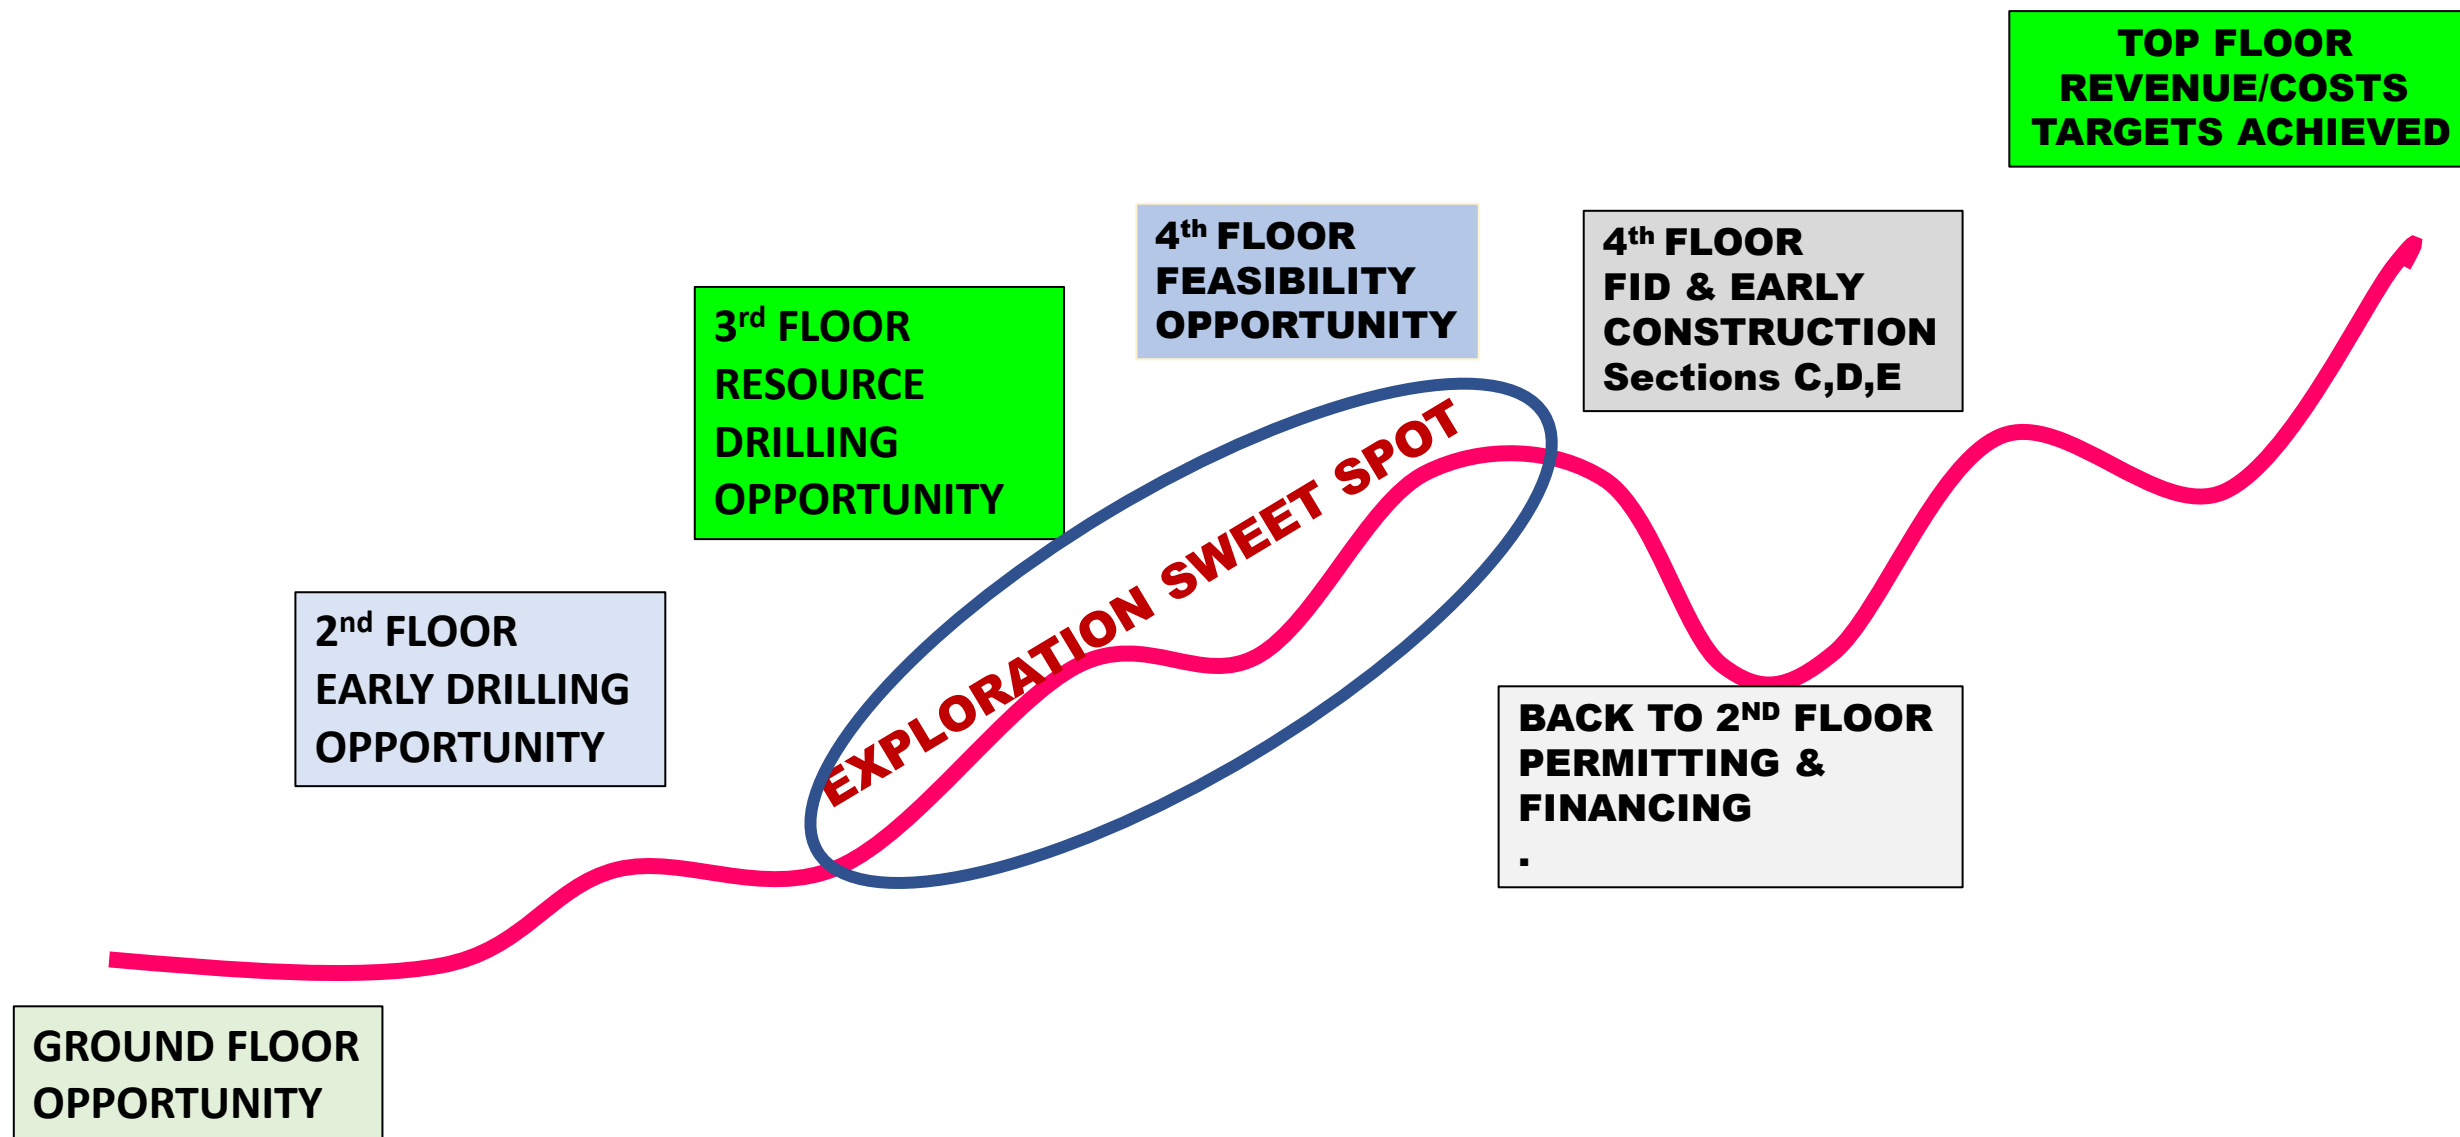 TOP FLOOR
REVENUE/COSTS
TARGETS ACHIEVED
4th FLOOR
FEASIBILITY
OPPORTUNITY
4th FLOOR
FID & EARLY
CONSTRUCTION
Sections C,D,E
3rd FLOOR
RESOURCE
DRILLING
OPPORTUNITY
EXPLORATION SWEET SPOT
2nd FLOOR
EARLY DRILLING
OPPORTUNITY
BACK TO 2ND FLOOR
PERMITTING &
FINANCING
.
GROUND FLOOR
OPPORTUNITY